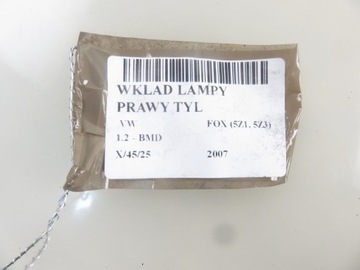 WKLAD LAMPY
PRAWY TYL
VW FOX (5Z1, 5Z3)
1.2 - BMD
X/45/25 2007